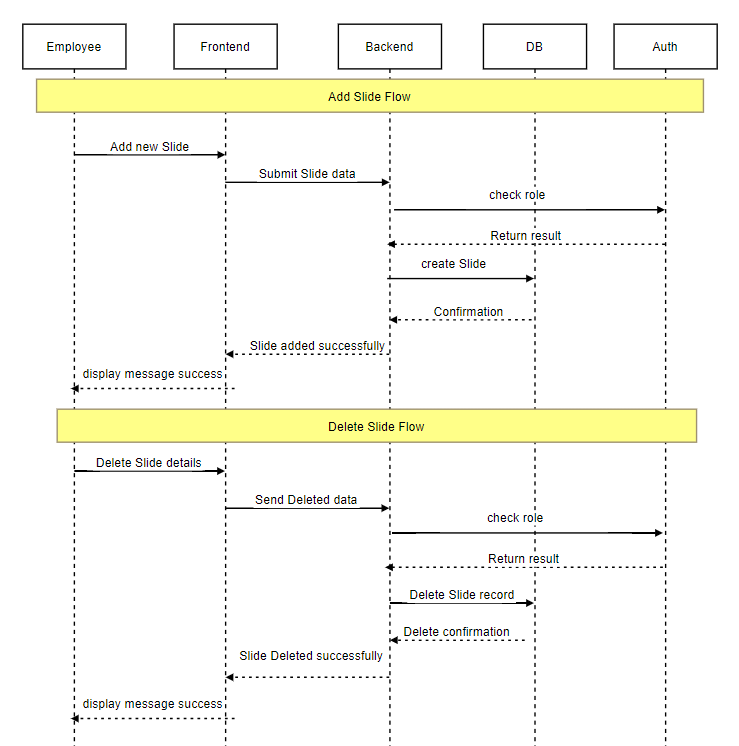 Employee
Frontend
Backend
DB
Auth
Add Slide Flow
Add new Slide
Submit Slide data
check role
Return result
create Slide
Confirmation
Slide added successfully
display message success
Delete Slide Flow
Delete Slide details
Send Deleted data
check role
Return result
Delete Slide record
Delete confirmation
Slide Deleted successfully
display message success